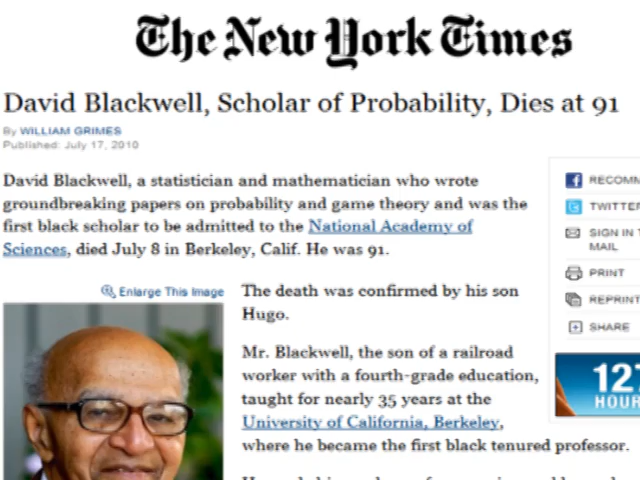 The New York Times
David Blackwell, Scholar of Probability, Dies at 91
By WILLIAM GRIMES
Published: July 17, 2010
David Blackwell, a statistician and mathematician who wrote
groundbreaking papers on probability and game theory and was the
first black scholar to be admitted to the National Academy of
Sciences, died July 8 in Berkeley, Calif. He was 91.
Enlarge This Image
The death was confirmed by his son
Hugo.
Mr. Blackwell, the son of a railroad
worker with a fourth-grade education,
taught for nearly 35 years at the
University of California, Berkeley,
where he became the first black tenured professor.
RECOMM
TWITTER
SIGN IN T
MAIL
PRINT
REPRINT
SHARE
127
HOUR